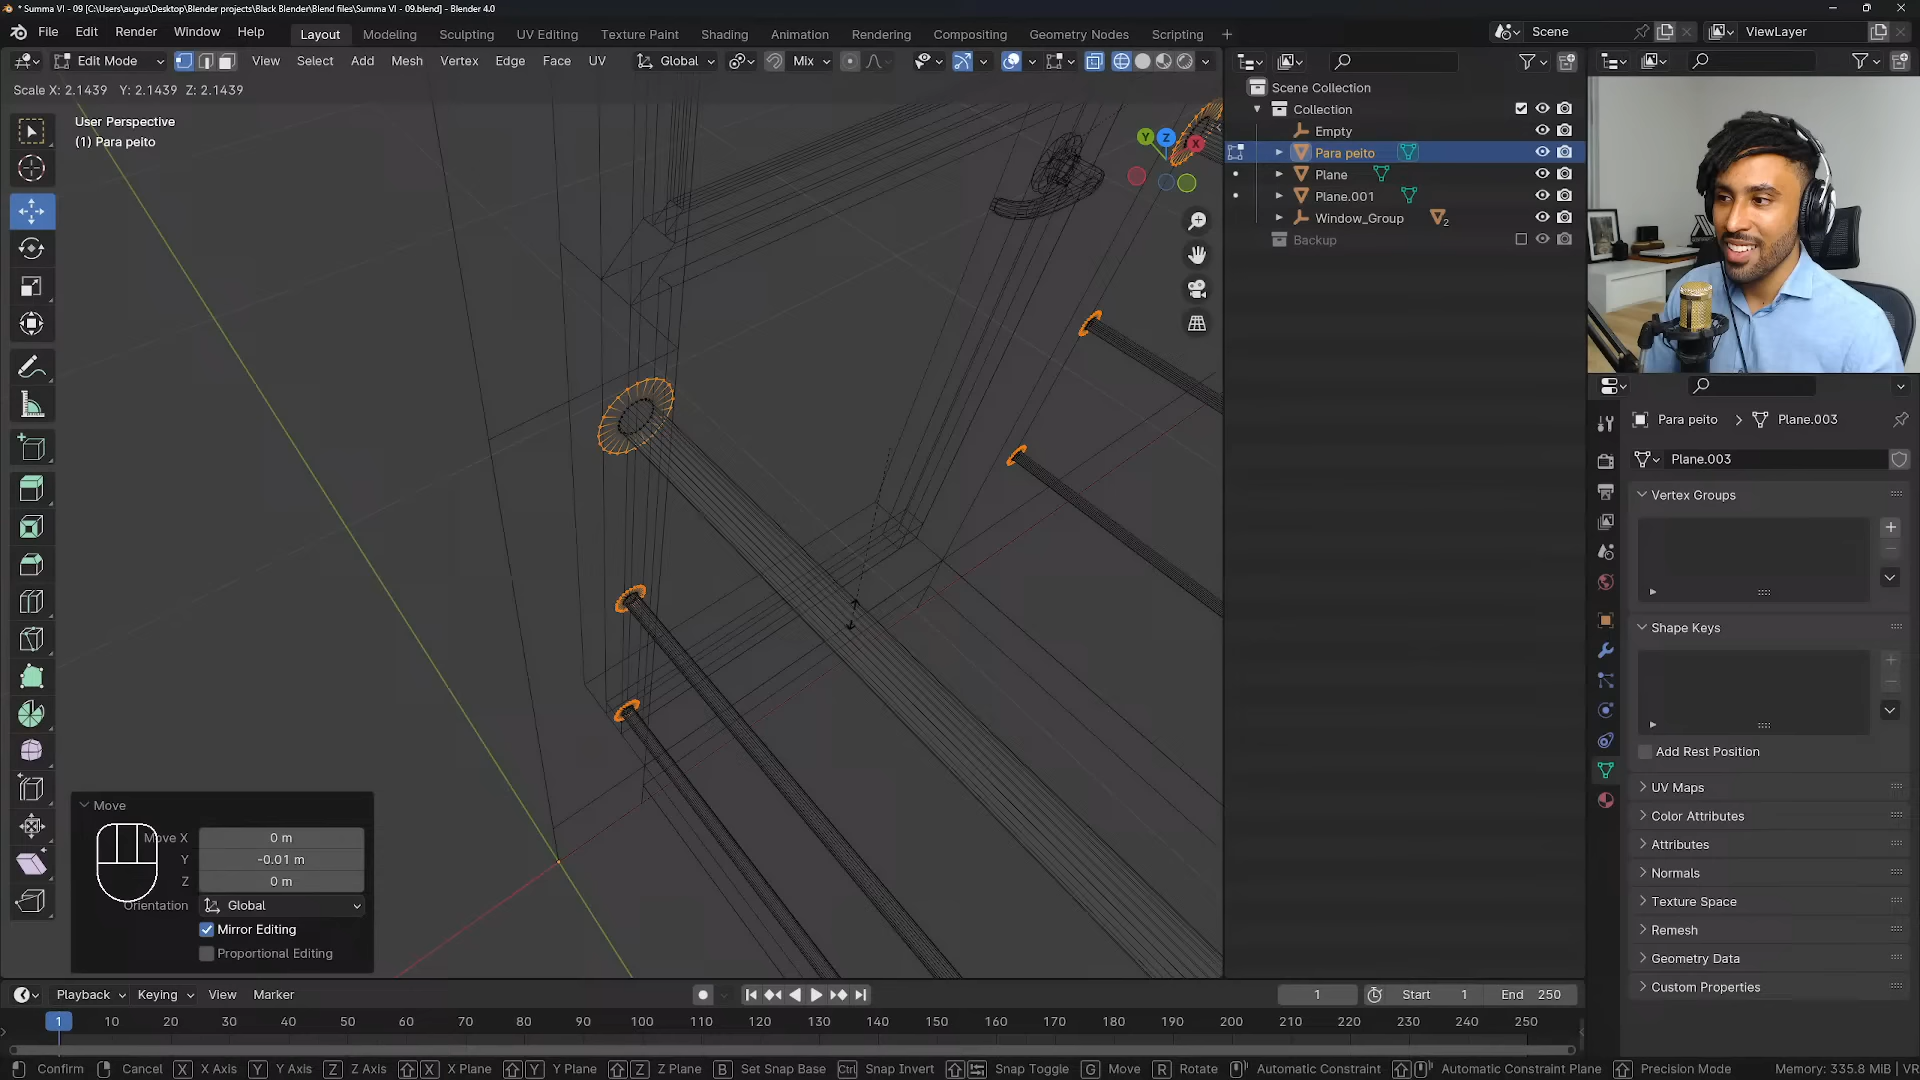 * Summa VI - 09 [C:\Users\augus\Desktop\Blender projects\Black Blender\Blend files\Summa VI - 09.blend] - Blender 4.0
File Edit Render Window Help Layout Modeling Sculpting UV Editing Texture Paint Shading Animation Rendering Compositing Geometry Nodes Scripting + Scene ViewLayer
Edit Mode View Select Add Mesh Vertex Edge Face UV Global Mix
Scale X: 2.1439 Y: 2.1439 Z: 2.1439
User Perspective
(1) Para peito
Y Z X
Scene Collection
Collection
Empty
Para peito
Plane
Plane.001
Window_Group 2
Backup
Para peito > Plane.003
Plane.003
Vertex Groups
Shape Keys
Add Rest Position
UV Maps
Color Attributes
Attributes
Normals
Texture Space
Remesh
Geometry Data
Custom Properties
Move
Move X 0 m
Y -0.01 m
Z 0 m
Orientation Global
Mirror Editing
Proportional Editing
Playback Keying View Marker 1 Start 1 End 250
1 10 20 30 40 50 60 70 80 90 100 110 120 130 140 150 160 170 180 190 200 210 220 230 240 250
Confirm Cancel X X Axis Y Y Axis Z Z Axis X X Plane Y Y Plane Z Z Plane B Set Snap Base Ctrl Snap Invert Snap Toggle G Move R Rotate Automatic Constraint Automatic Constraint Plane Precision Mode Memory: 335.8 MiB | VR